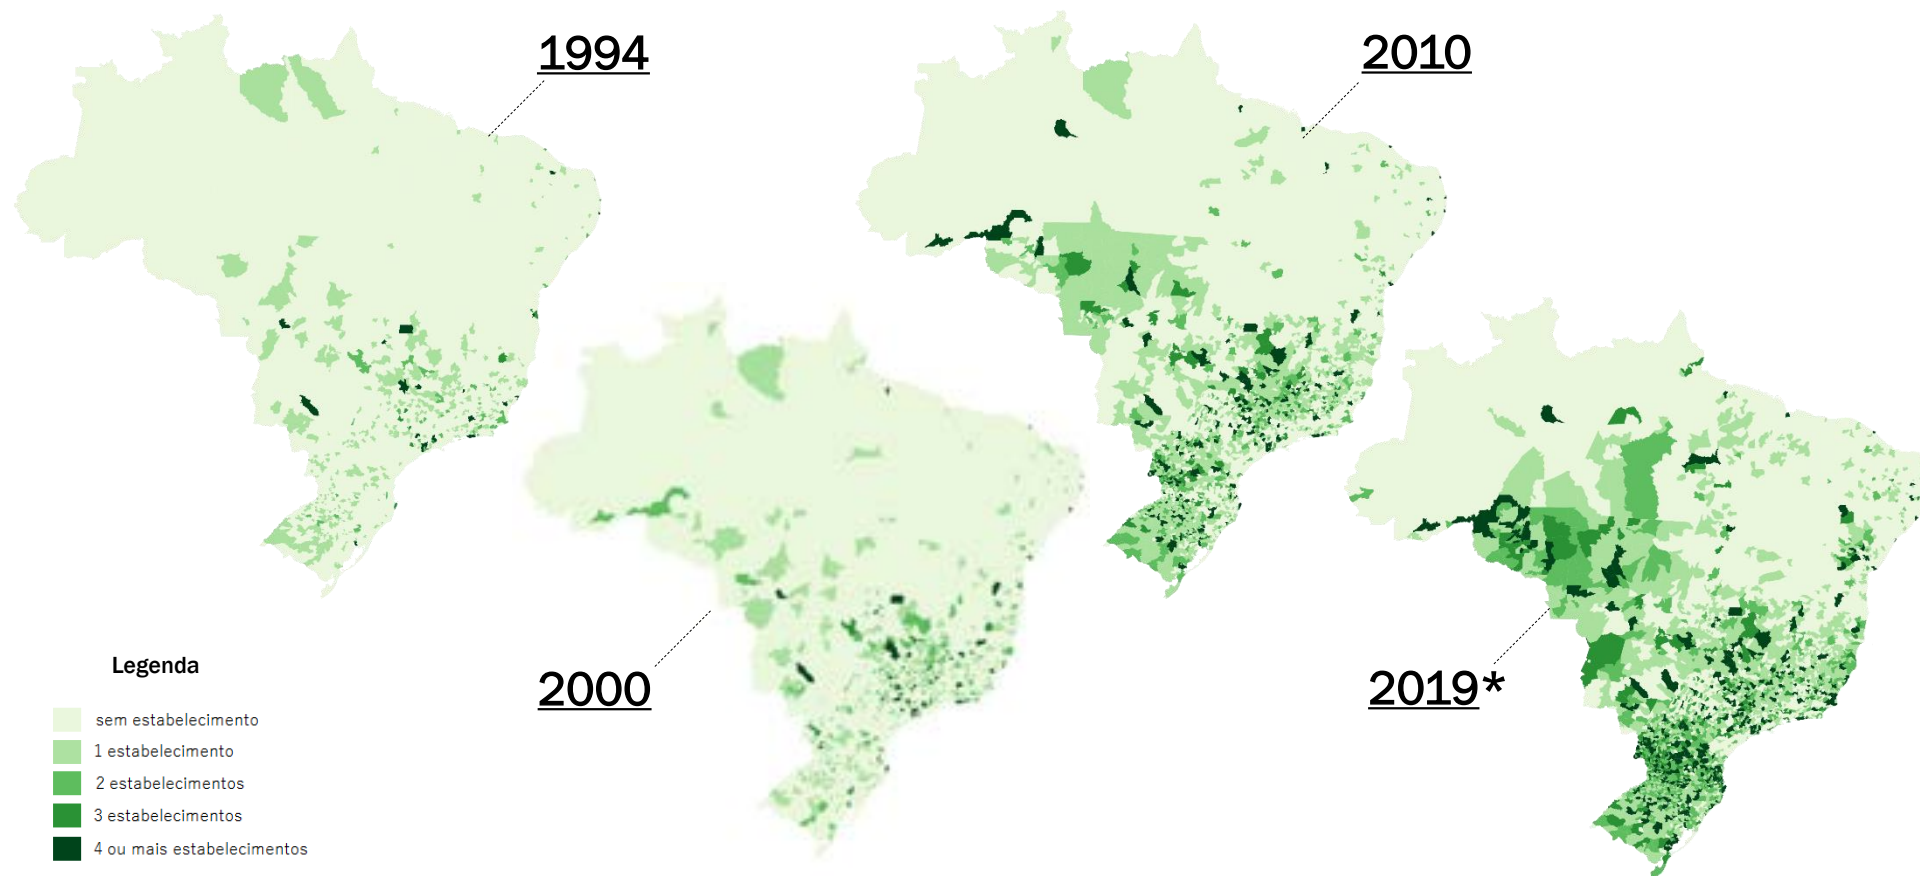 1994
2010
2000
2019*
Legenda
sem estabelecimento
1 estabelecimento
2 estabelecimentos
3 estabelecimentos
4 ou mais estabelecimentos